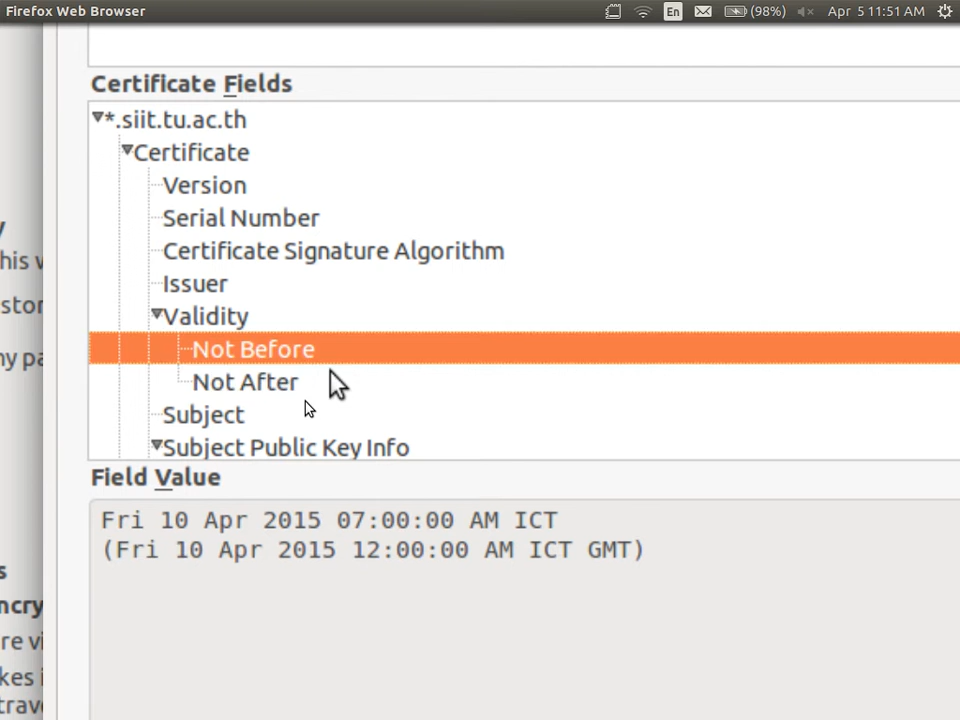 Firefox Web Browser
En
(98%)
Apr 5 11:51 AM
Certificate Fields
*.siit.tu.ac.th
Certificate
Version
Serial Number
Certificate Signature Algorithm
Issuer
Validity
Not Before
Not After
Subject
Subject Public Key Info
Field Value
Fri 10 Apr 2015 07:00:00 AM ICT
(Fri 10 Apr 2015 12:00:00 AM ICT GMT)